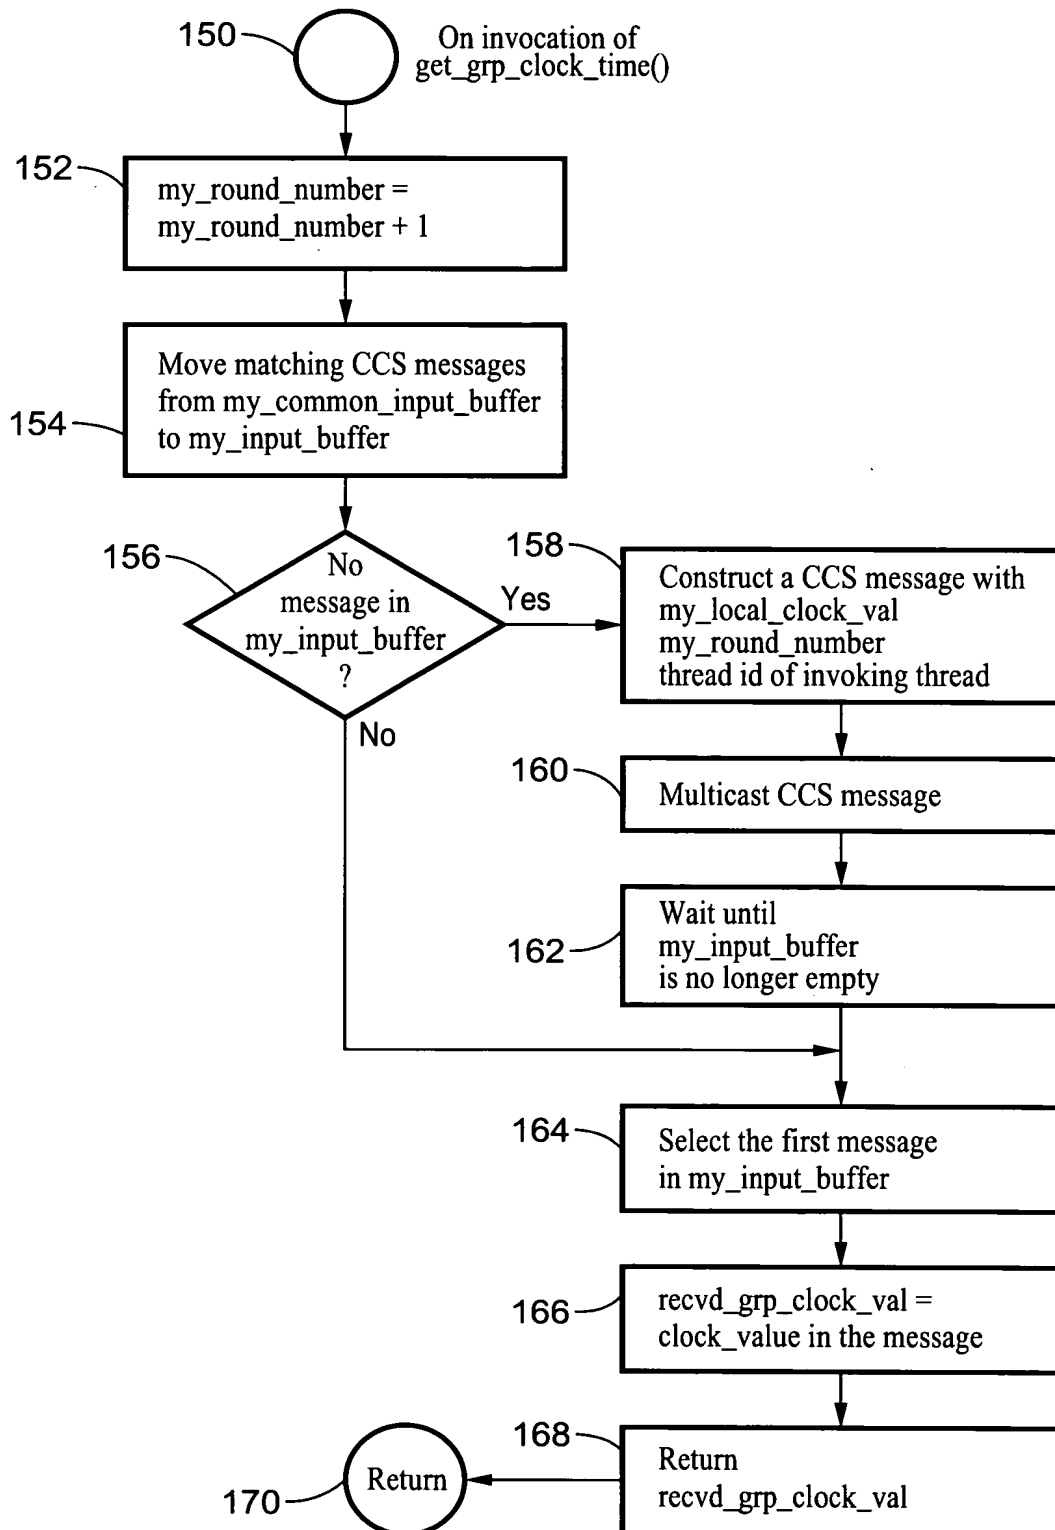 150
On invocation of
get_grp_clock_time()
152
my_round_number =
my_round_number + 1
154
Move matching CCS messages
from my_common_input_buffer
to my_input_buffer
156
No
message in
my_input_buffer
?
Yes
No
158
Construct a CCS message with
my_local_clock_val
my_round_number
thread id of invoking thread
160
Multicast CCS message
162
Wait until
my_input_buffer
is no longer empty
164
Select the first message
in my_input_buffer
166
recvd_grp_clock_val =
clock_value in the message
168
Return
recvd_grp_clock_val
170
Return